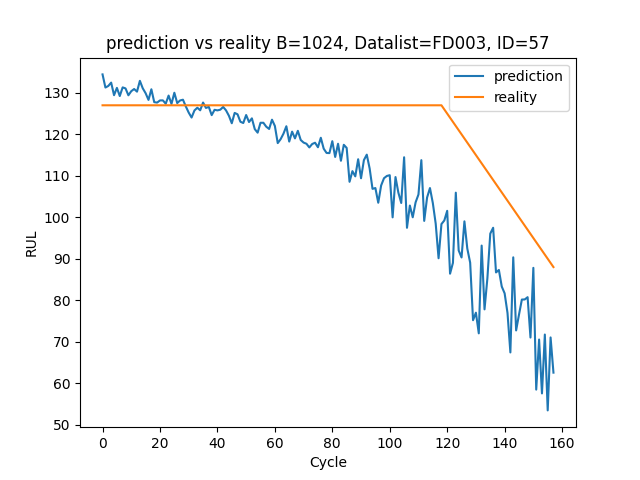 prediction vs reality B=1024, Datalist=FD003, ID=57
prediction
reality
RUL
130
120
110
100
90
80
70
60
50
0 20 40 60 80 100 120 140 160
Cycle